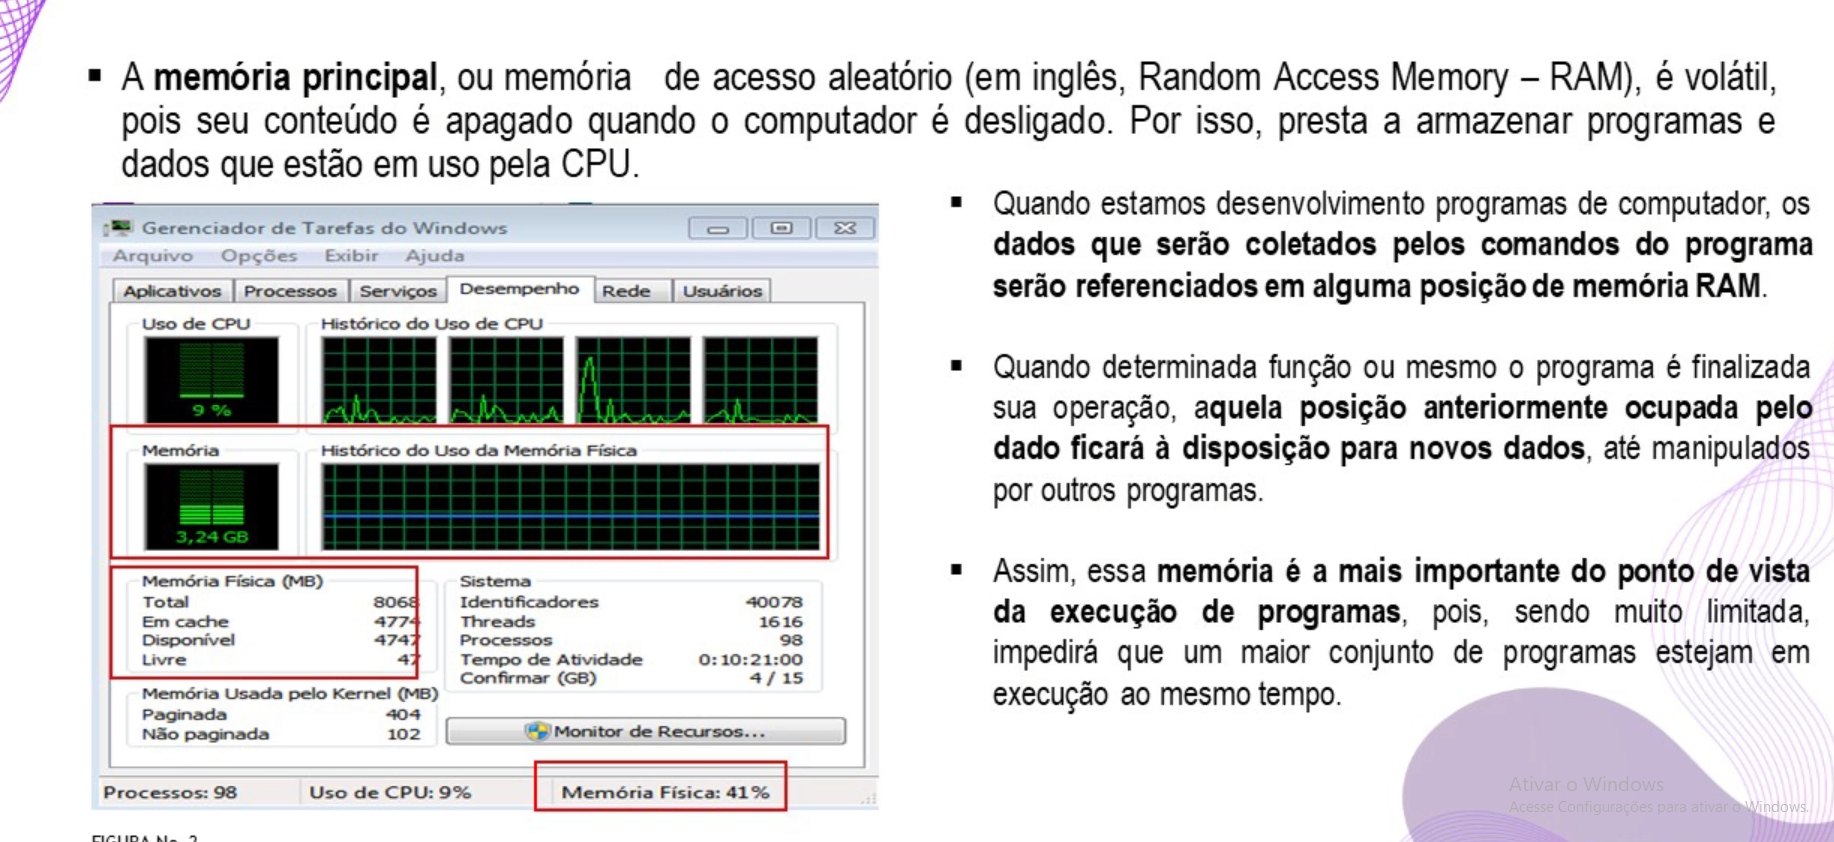 ▪ A memória principal, ou memória de acesso aleatório (em inglês, Random Access Memory – RAM), é volátil,
pois seu conteúdo é apagado quando o computador é desligado. Por isso, presta a armazenar programas e
dados que estão em uso pela CPU.
Gerenciador de Tarefas do Windows
Arquivo Opções Exibir Ajuda
Aplicativos Processos Serviços Desempenho Rede Usuários
Uso de CPU Histórico do Uso de CPU
9 %
Memória Histórico do Uso da Memória Física
3,24 GB
Memória Física (MB) Sistema
Total 8068 Identificadores 40078
Em cache 4774 Threads 1616
Disponível 4747 Processos 98
Livre 47 Tempo de Atividade 0:10:21:00
Confirmar (GB) 4 / 15
Memória Usada pelo Kernel (MB)
Paginada 404
Não paginada 102 Monitor de Recursos...
Processos: 98 Uso de CPU: 9% Memória Física: 41%
▪ Quando estamos desenvolvimento programas de computador, os
dados que serão coletados pelos comandos do programa
serão referenciados em alguma posição de memória RAM.
▪ Quando determinada função ou mesmo o programa é finalizada
sua operação, aquela posição anteriormente ocupada pelo
dado ficará à disposição para novos dados, até manipulados
por outros programas.
▪ Assim, essa memória é a mais importante do ponto de vista
da execução de programas, pois, sendo muito limitada,
impedirá que um maior conjunto de programas estejam em
execução ao mesmo tempo.
Ativar o Windows
Acesse Configurações para ativar o Windows.
FIGURA No. 2